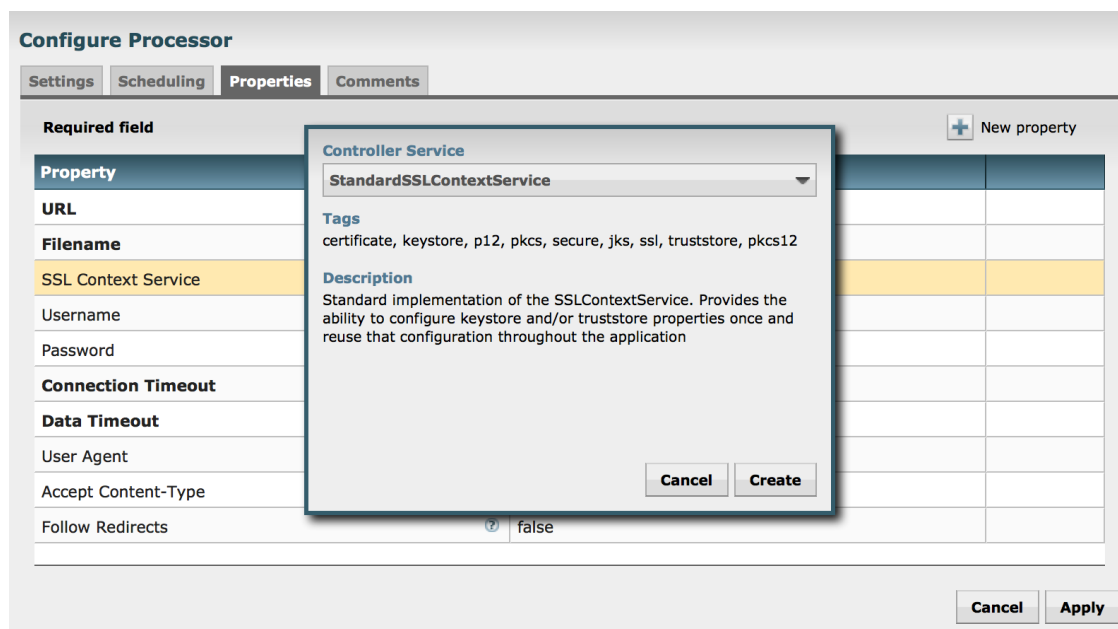 Configure Processor
Settings Scheduling Properties Comments
Required field
New property
Property
URL
Filename
SSL Context Service
Username
Password
Connection Timeout
Data Timeout
User Agent
Accept Content-Type
Follow Redirects ? false
Controller Service
StandardSSLContextService
Tags
certificate, keystore, p12, pkcs, secure, jks, ssl, truststore, pkcs12
Description
Standard implementation of the SSLContextService. Provides the
ability to configure keystore and/or truststore properties once and
reuse that configuration throughout the application
Cancel Create
Cancel Apply